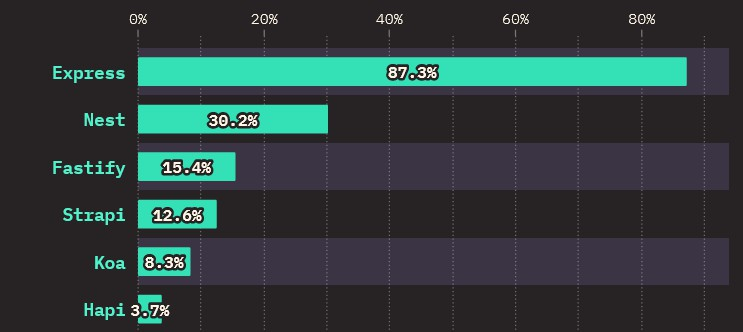 0% 20% 40% 60% 80%
Express 87.3%
Nest 30.2%
Fastify 15.4%
Strapi 12.6%
Koa 8.3%
Hapi 3.7%